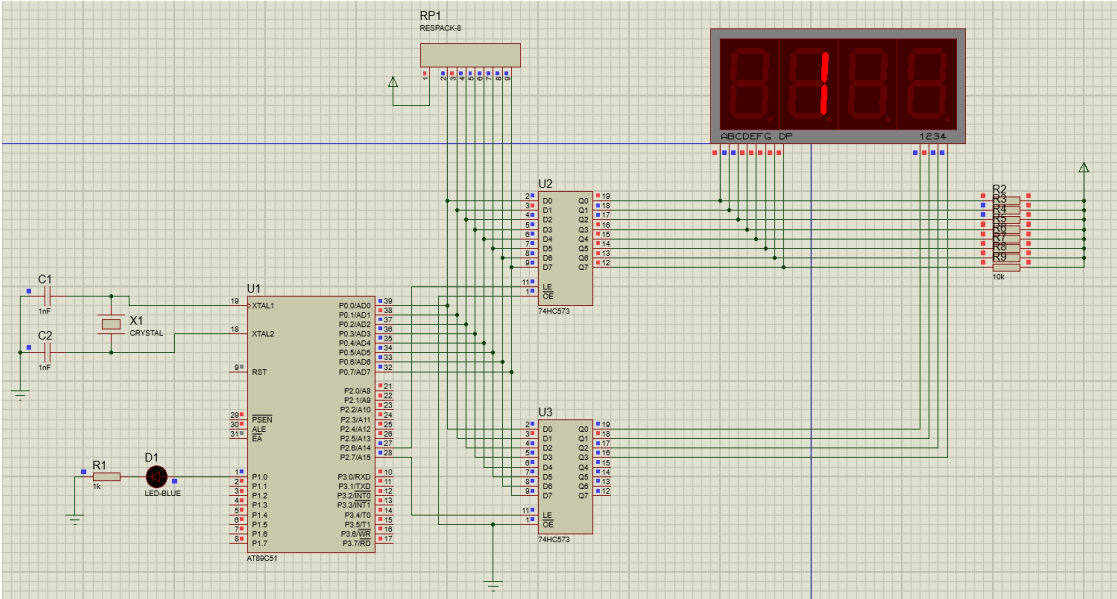 RP1
RESPACK-8
1 2 3 4 5 6 7 8 9
ABCDEFG DP
1234
U2
2 D0 Q0 19
3 D1 Q1 18
4 D2 Q2 17
5 D3 Q3 16
6 D4 Q4 15
7 D5 Q5 14
8 D6 Q6 13
9 D7 Q7 12
11 LE
1 OE
74HC573
R2
R3
R4
R5
R6
R7
R8
R9
10k
C1
1nF
X1
CRYSTAL
C2
1nF
U1
19 XTAL1
18 XTAL2
9 RST
29 PSEN
30 ALE
31 EA
1 P1.0
2 P1.1
3 P1.2
4 P1.3
5 P1.4
6 P1.5
7 P1.6
8 P1.7
P0.0/AD0 39
P0.1/AD1 38
P0.2/AD2 37
P0.3/AD3 36
P0.4/AD4 35
P0.5/AD5 34
P0.6/AD6 33
P0.7/AD7 32
P2.0/A8 21
P2.1/A9 22
P2.2/A10 23
P2.3/A11 24
P2.4/A12 25
P2.5/A13 26
P2.6/A14 27
P2.7/A15 28
P3.0/RXD 10
P3.1/TXD 11
P3.2/INT0 12
P3.3/INT1 13
P3.4/T0 14
P3.5/T1 15
P3.6/WR 16
P3.7/RD 17
AT89C51
R1
1k
D1
LED-BLUE
U3
2 D0 Q0 19
3 D1 Q1 18
4 D2 Q2 17
5 D3 Q3 16
6 D4 Q4 15
7 D5 Q5 14
8 D6 Q6 13
9 D7 Q7 12
11 LE
1 OE
74HC573